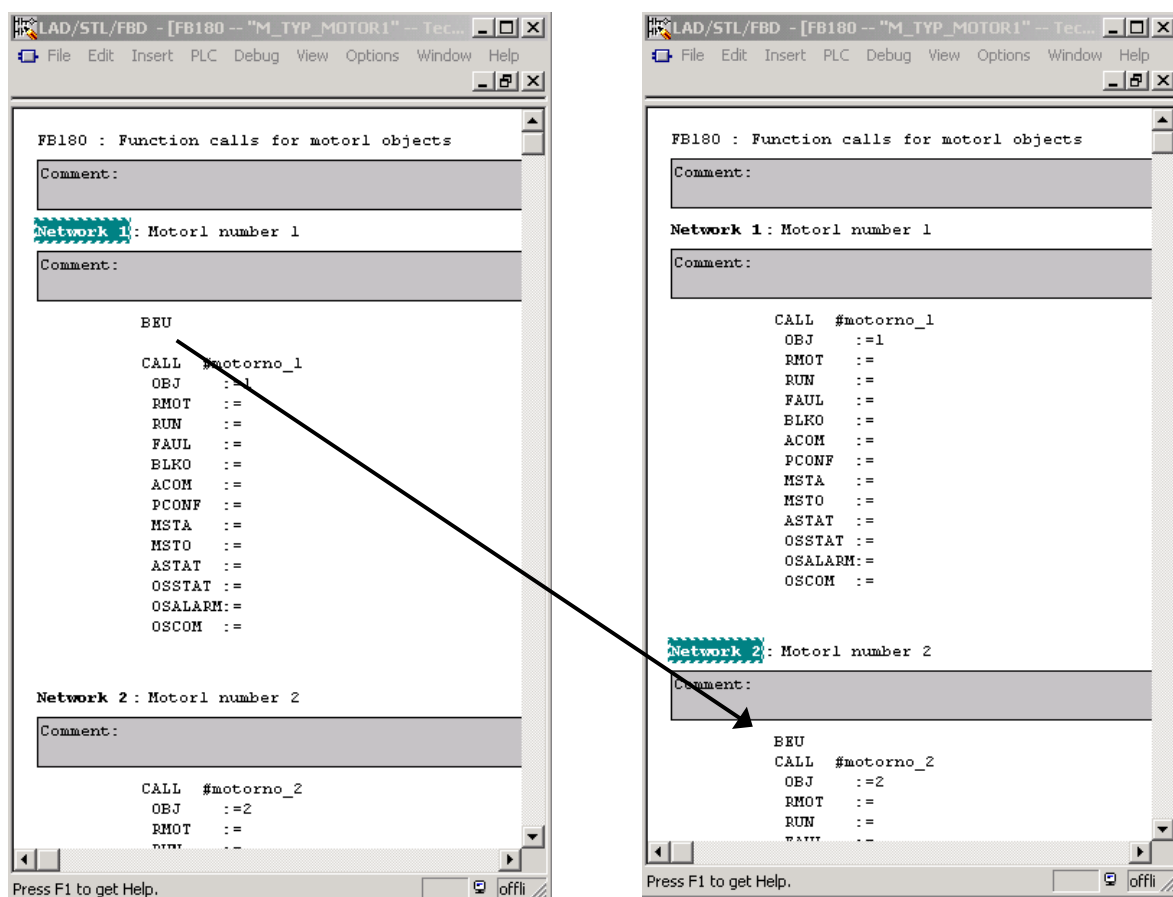 LAD/STL/FBD - [FB180 -- "M_TYP_MOTOR1" -- Tec...
File Edit Insert PLC Debug View Options Window Help
FB180 : Function calls for motor1 objects
Comment:
Network 1: Motor1 number 1
Comment:
BEU
CALL #motorno_1
OBJ :=1
RMOT :=
RUN :=
FAUL :=
BLKO :=
ACOM :=
PCONF :=
MSTA :=
MSTO :=
ASTAT :=
OSSTAT :=
OSALARM:=
OSCOM :=
Network 2: Motor1 number 2
Comment:
CALL #motorno_2
OBJ :=2
RMOT :=
RUN :=
Press F1 to get Help.
offli
LAD/STL/FBD - [FB180 -- "M_TYP_MOTOR1" -- Tec...
File Edit Insert PLC Debug View Options Window Help
FB180 : Function calls for motor1 objects
Comment:
Network 1: Motor1 number 1
Comment:
CALL #motorno_1
OBJ :=1
RMOT :=
RUN :=
FAUL :=
BLKO :=
ACOM :=
PCONF :=
MSTA :=
MSTO :=
ASTAT :=
OSSTAT :=
OSALARM:=
OSCOM :=
Network 2: Motor1 number 2
Comment:
BEU
CALL #motorno_2
OBJ :=2
RMOT :=
RUN :=
FAUL :=
Press F1 to get Help.
offli